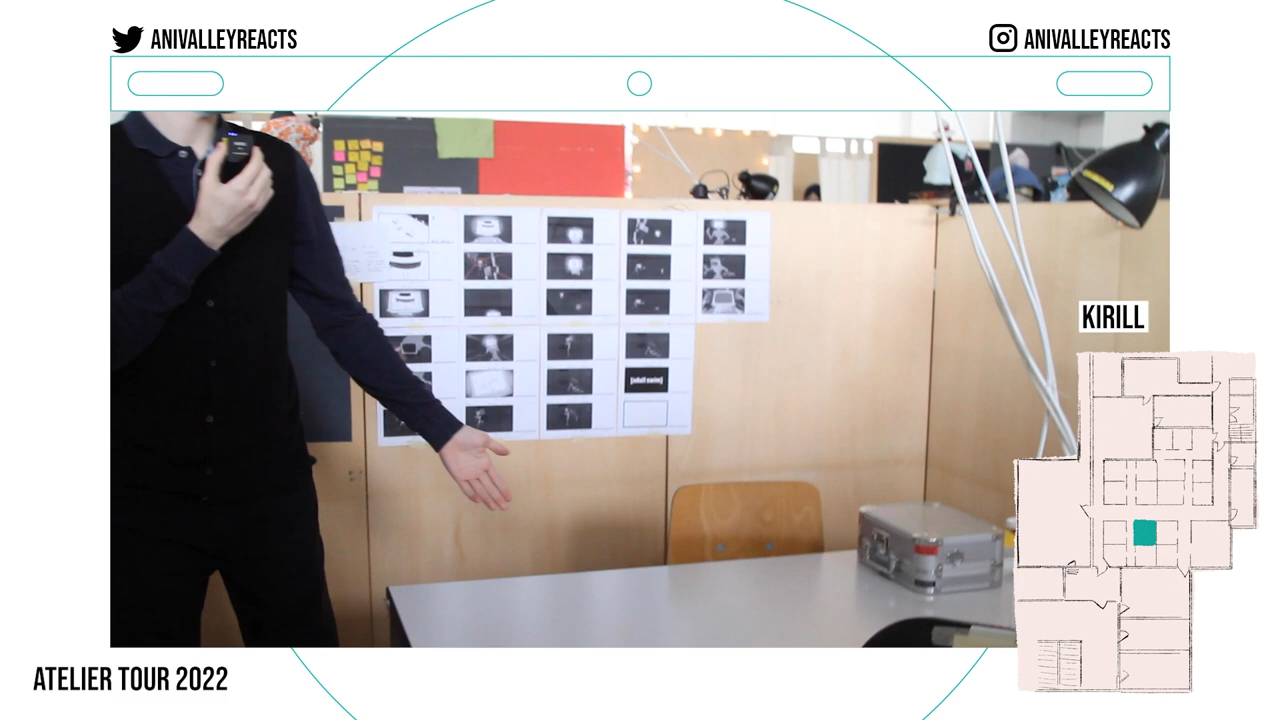 ANIVALLEYREACTS
ANIVALLEYREACTS
[adult swim]
KIRILL
ATELIER TOUR 2022